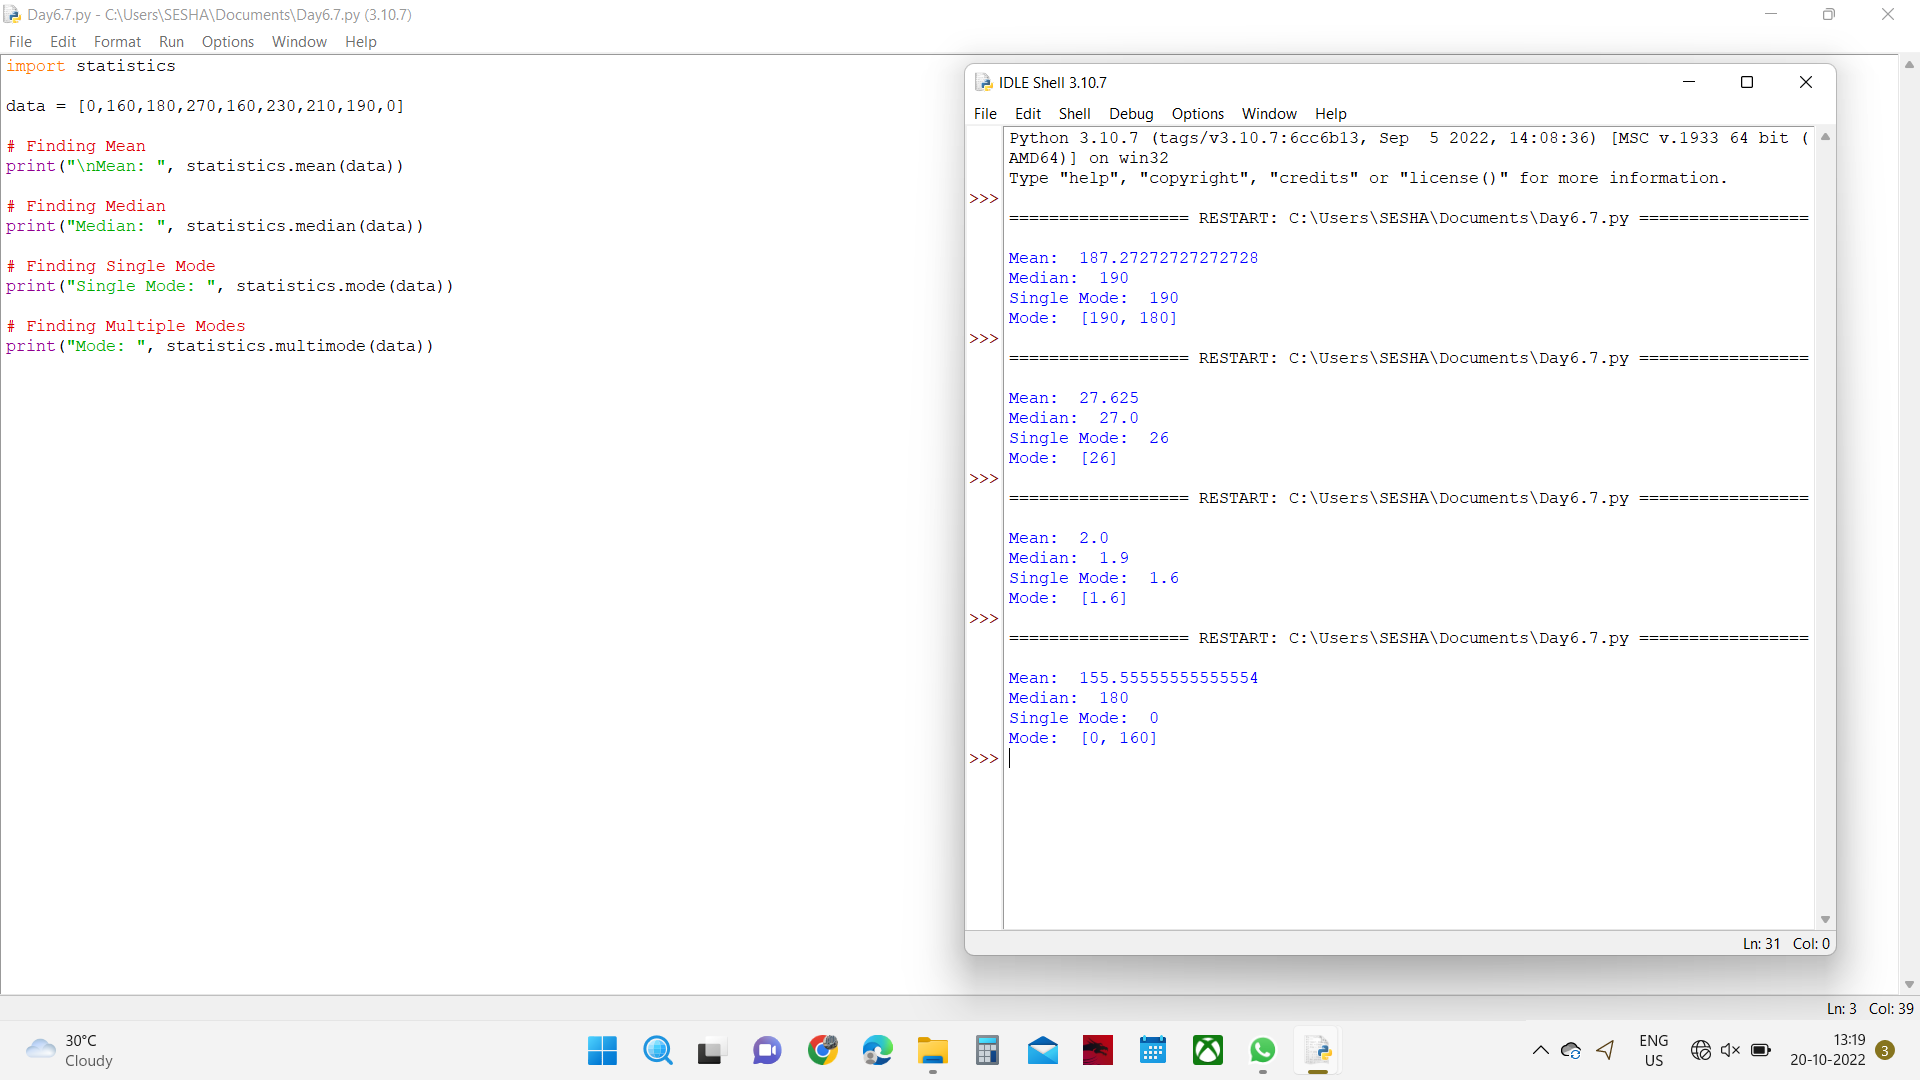 Day6.7.py - C:\Users\SESHA\Documents\Day6.7.py (3.10.7)
File Edit Format Run Options Window Help
import statistics
data = [0,160,180,270,160,230,210,190,0]
# Finding Mean
print("\nMean: ", statistics.mean(data))
# Finding Median
print("Median: ", statistics.median(data))
# Finding Single Mode
print("Single Mode: ", statistics.mode(data))
# Finding Multiple Modes
print("Mode: ", statistics.multimode(data))
IDLE Shell 3.10.7
File Edit Shell Debug Options Window Help
Python 3.10.7 (tags/v3.10.7:6cc6b13, Sep  5 2022, 14:08:36) [MSC v.1933 64 bit (
AMD64)] on win32
Type "help", "copyright", "credits" or "license()" for more information.
>>>
================== RESTART: C:\Users\SESHA\Documents\Day6.7.py =================
Mean:  187.27272727272728
Median:  190
Single Mode:  190
Mode:  [190, 180]
>>>
================== RESTART: C:\Users\SESHA\Documents\Day6.7.py =================
Mean:  27.625
Median:  27.0
Single Mode:  26
Mode:  [26]
>>>
================== RESTART: C:\Users\SESHA\Documents\Day6.7.py =================
Mean:  2.0
Median:  1.9
Single Mode:  1.6
Mode:  [1.6]
>>>
================== RESTART: C:\Users\SESHA\Documents\Day6.7.py =================
Mean:  155.55555555555554
Median:  180
Single Mode:  0
Mode:  [0, 160]
>>>
Ln: 31 Col: 0
Ln: 3 Col: 39
30°C
Cloudy
ENG
US
13:19
20-10-2022
3